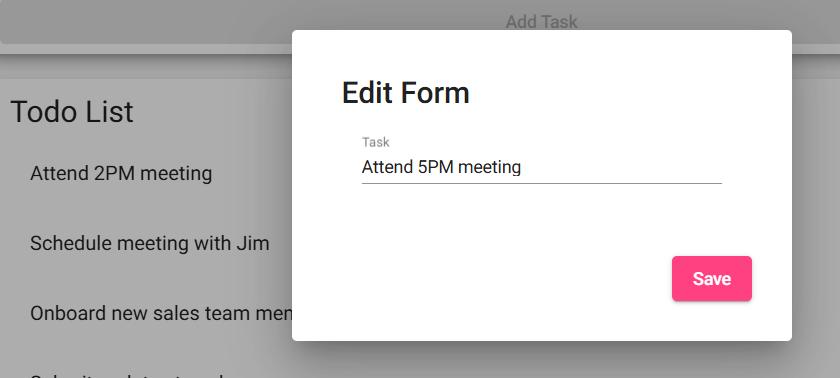 Add Task
Edit Form
Todo List
Task
Attend 5PM meeting
Attend 2PM meeting
Schedule meeting with Jim
Save
Onboard new sales team